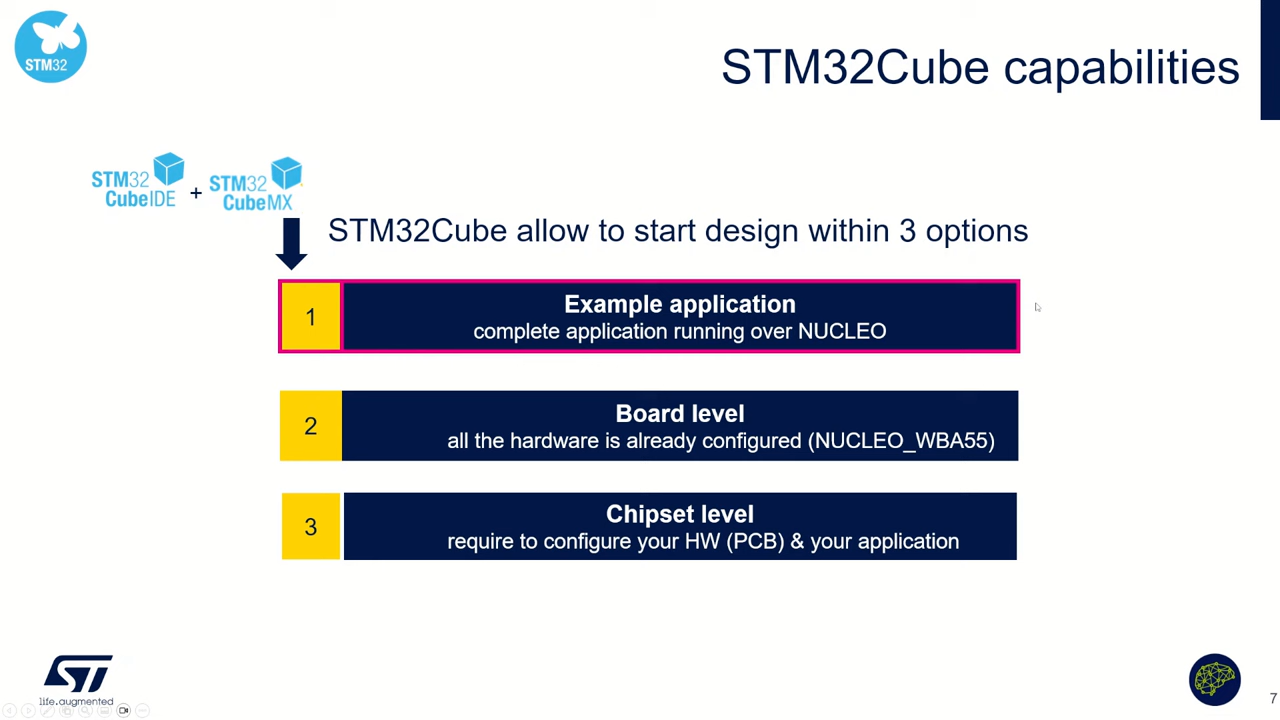 STM32
STM32Cube capabilities
STM32
CubeIDE
+
STM32
CubeMX
STM32Cube allow to start design within 3 options
1
Example application
complete application running over NUCLEO
2
Board level
all the hardware is already configured (NUCLEO_WBA55)
3
Chipset level
require to configure your HW (PCB) & your application
ST
life.augmented
7